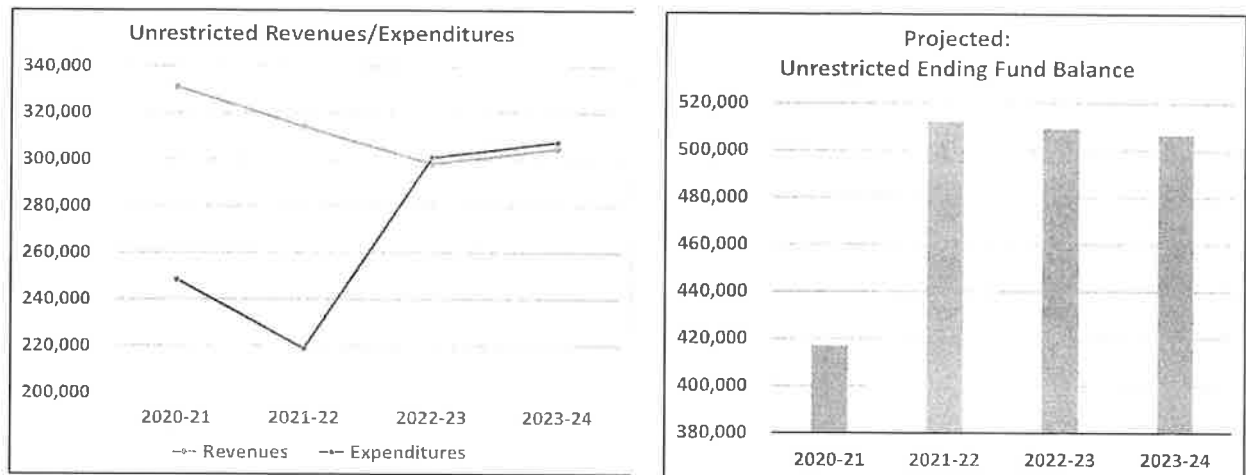 Unrestricted Revenues/Expenditures
340,000
320,000
300,000
280,000
260,000
240,000
220,000
200,000
2020-21 2021-22 2022-23 2023-24
Revenues Expenditures
Projected:
Unrestricted Ending Fund Balance
520,000
500,000
480,000
460,000
440,000
420,000
400,000
380,000
2020-21 2021-22 2022-23 2023-24